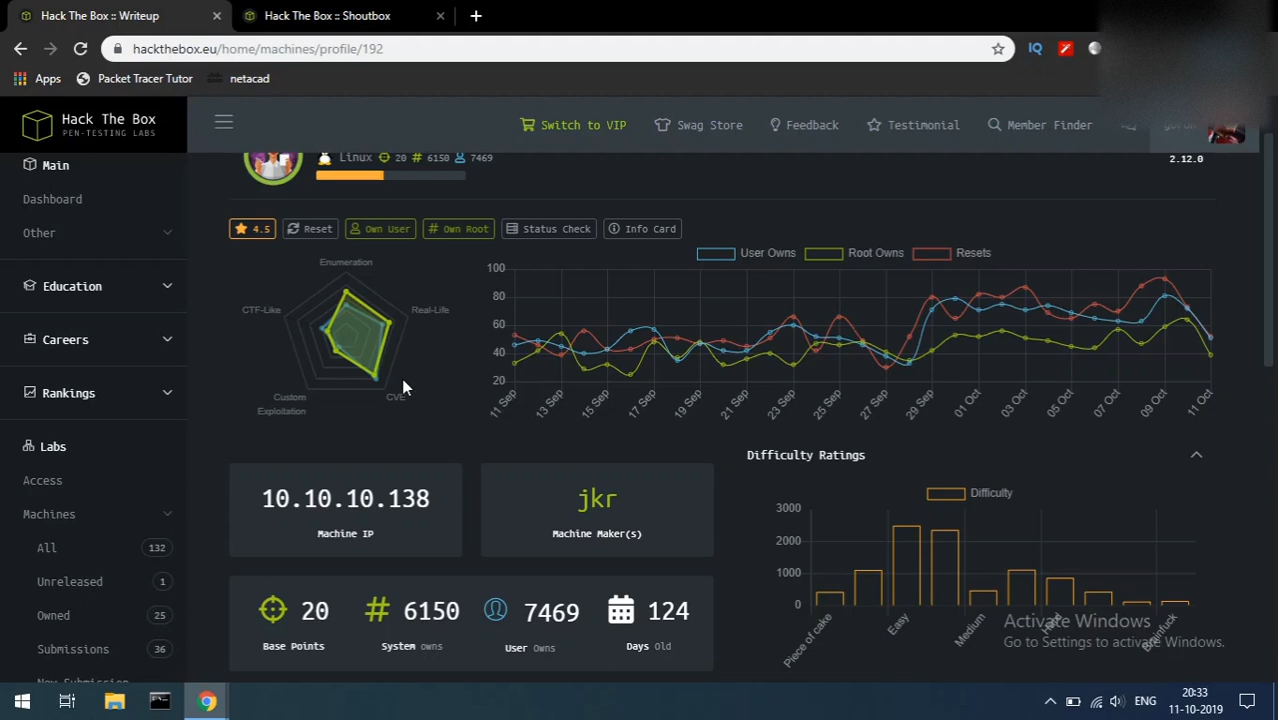 Hack The Box :: Writeup
Hack The Box :: Shoutbox
hackthebox.eu/home/machines/profile/192
IQ
Apps
Packet Tracer Tutor
netacad
Hack The Box
PEN-TESTING LABS
Switch to VIP
Swag Store
Feedback
Testimonial
Member Finder
Main
Dashboard
Other
Education
Careers
Rankings
Labs
Access
Machines
All 132
Unreleased 1
Owned 25
Submissions 36
New Submission
Linux 20 # 6150 7469
2.12.0
4.5
Reset
Own User
# Own Root
Status Check
Info Card
Enumeration
CTF-Like
Real-Life
Custom
Exploitation
CVE
User Owns
Root Owns
Resets
100
80
60
40
20
11 Sep
13 Sep
15 Sep
17 Sep
19 Sep
21 Sep
23 Sep
25 Sep
27 Sep
29 Sep
01 Oct
03 Oct
05 Oct
07 Oct
09 Oct
11 Oct
10.10.10.138
Machine IP
jkr
Machine Maker(s)
20
Base Points
# 6150
System owns
7469
User Owns
124
Days Old
Difficulty Ratings
Difficulty
3000
2000
1000
0
Piece of cake
Easy
Medium
Brainfuck
Activate Windows
Go to Settings to activate Windows.
ENG
20:33
11-10-2019